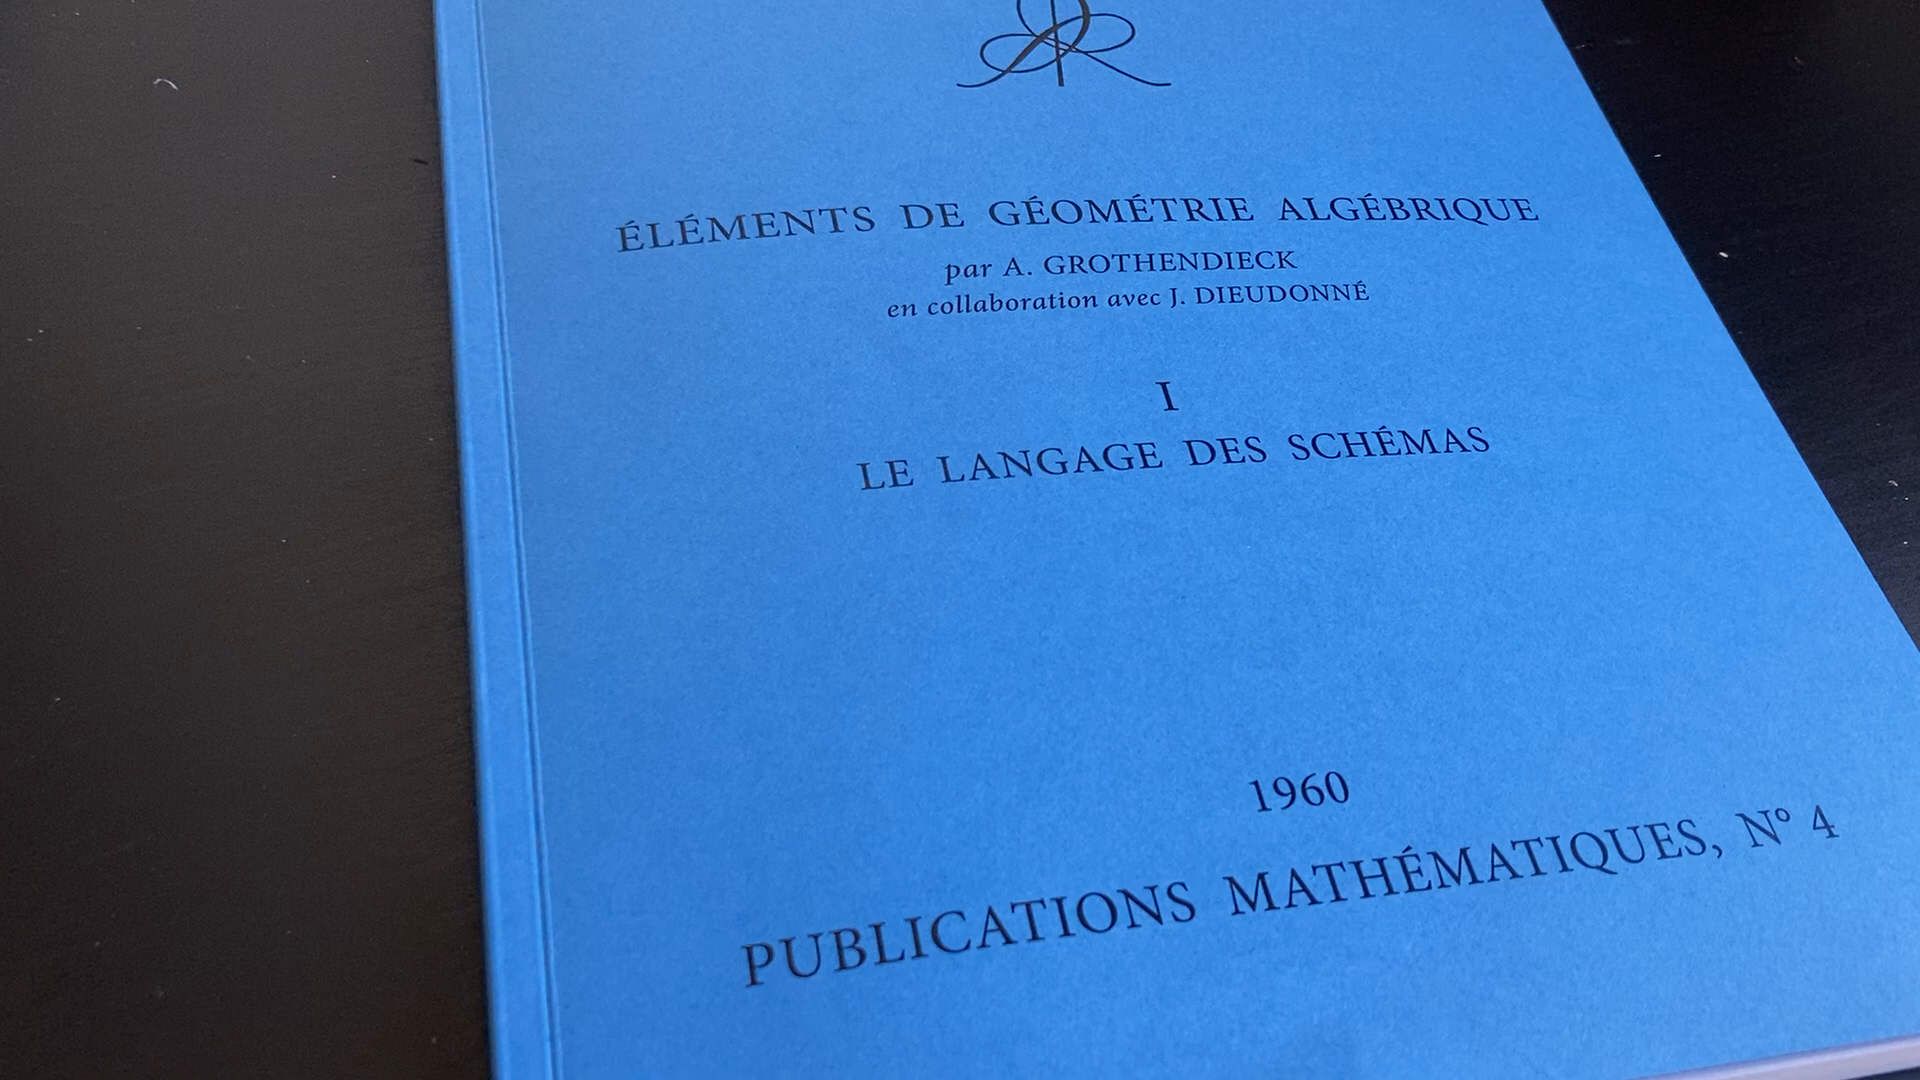 ÉLÉMENTS DE GÉOMÉTRIE ALGÉBRIQUE
par A. GROTHENDIECK
en collaboration avec J. DIEUDONNÉ
I
LE LANGAGE DES SCHÉMAS
1960
PUBLICATIONS MATHÉMATIQUES, N° 4